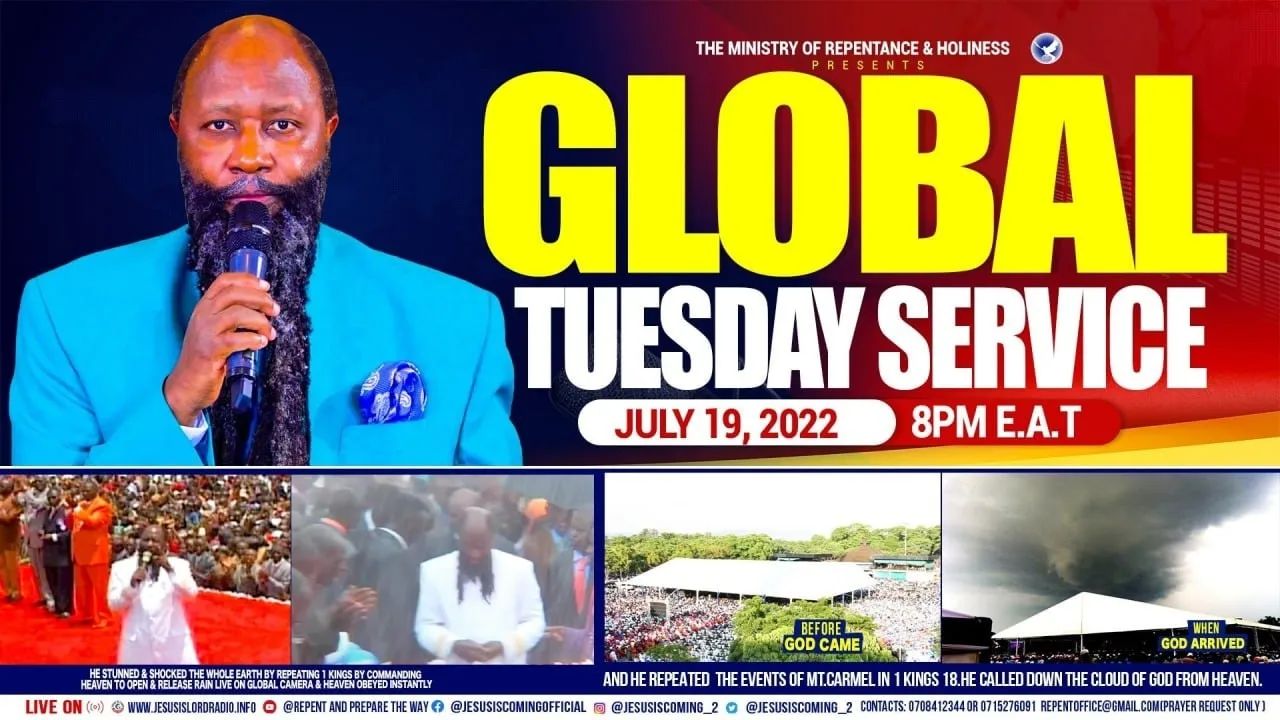 THE MINISTRY OF REPENTANCE & HOLINESS
PRESENTS
GLOBAL
TUESDAY SERVICE
JULY 19, 2022
8PM E.A.T
BEFORE
GOD CAME
WHEN
GOD ARRIVED
HE STUNNED & SHOCKED THE WHOLE EARTH BY REPEATING 1 KINGS BY COMMANDING
HEAVEN TO OPEN & RELEASE RAIN LIVE ON GLOBAL CAMERA & HEAVEN OBEYED INSTANTLY
AND HE REPEATED THE EVENTS OF MT.CARMEL IN 1 KINGS 18.HE CALLED DOWN THE CLOUD OF GOD FROM HEAVEN.
LIVE ON WWW.JESUSISLORDRADIO.INFO @REPENT AND PREPARE THE WAY @JESUSISCOMINGOFFICIAL @JESUSISCOMING_2 @JESUSISCOMING_2 CONTACTS: 0708412344 OR 0715276091 REPENTOFFICE@GMAIL.COM(PRAYER REQUEST ONLY )